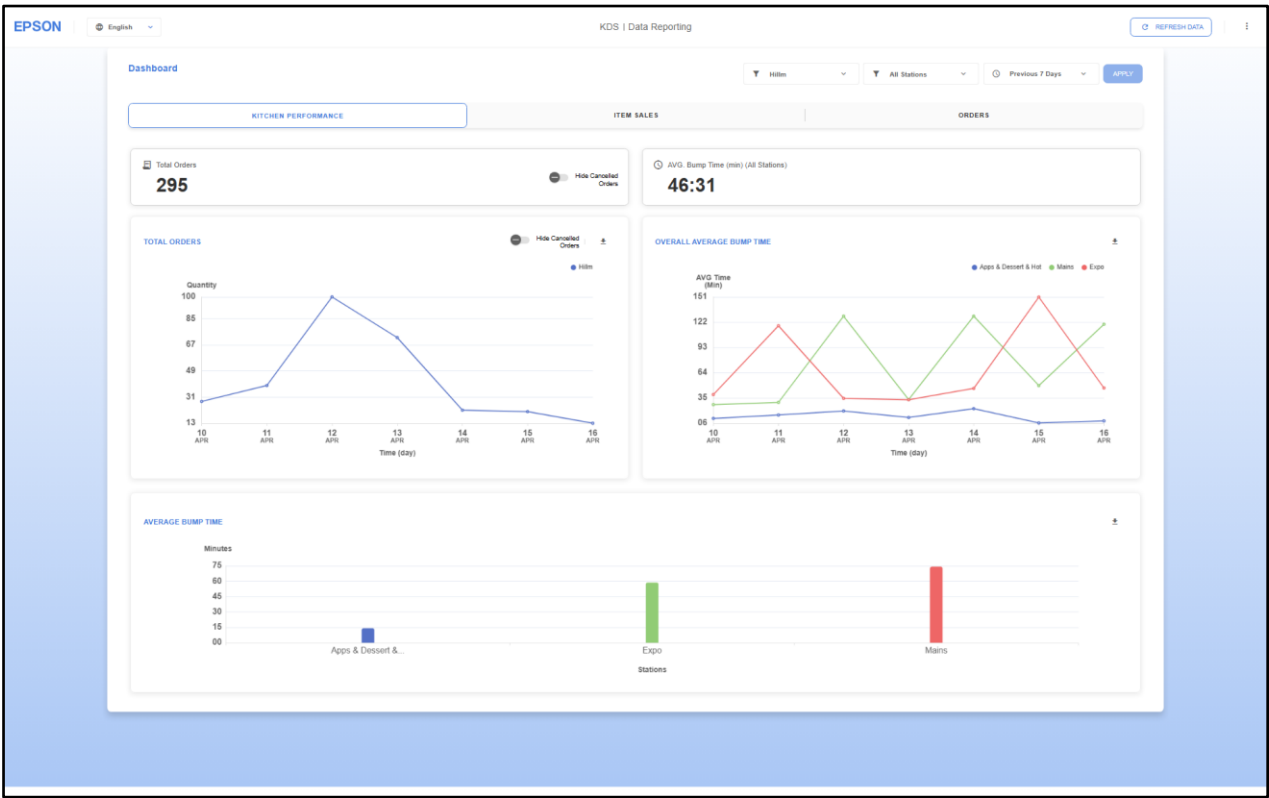 EPSON
English
KDS | Data Reporting
REFRESH DATA
Dashboard
Hillm
All Stations
Previous 7 Days
APPLY
KITCHEN PERFORMANCE
ITEM SALES
ORDERS
Total Orders
295
Hide Cancelled
Orders
AVG. Bump Time (min) (All Stations)
46:31
TOTAL ORDERS
Hide Cancelled
Orders
Hillm
Quantity
100
85
67
49
31
13
10 11 12 13 14 15 16
APR APR APR APR APR APR APR
Time (day)
OVERALL AVERAGE BUMP TIME
Apps & Dessert & Hot Mains Expo
AVG Time
(Min)
151
122
93
64
35
06
10 11 12 13 14 15 16
APR APR APR APR APR APR APR
Time (day)
AVERAGE BUMP TIME
Minutes
75
60
45
30
15
00
Apps & Dessert &... Expo Mains
Stations